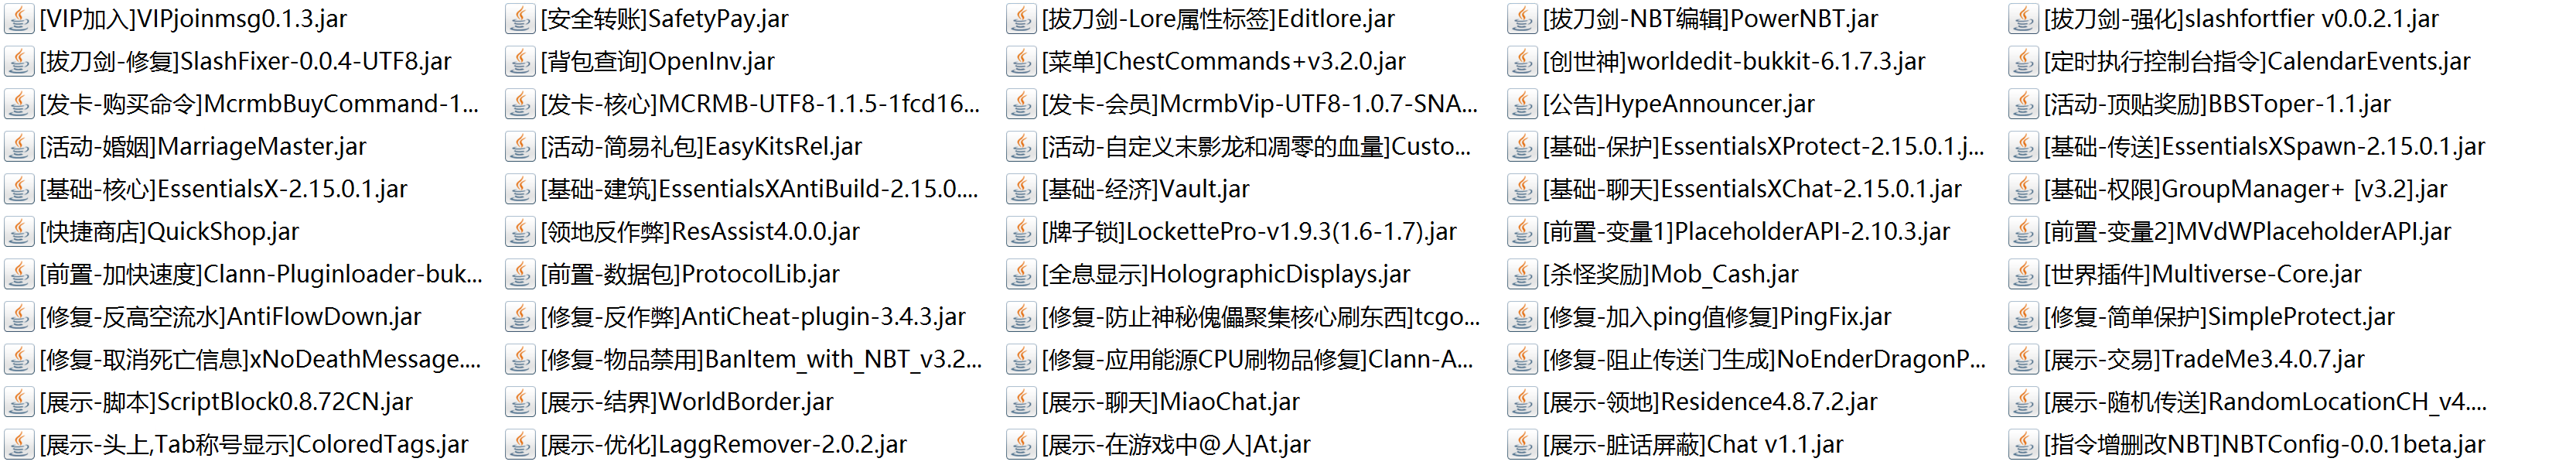 [VIP加入]VIPjoinmsg0.1.3.jar [安全转账]SafetyPay.jar [拔刀剑-Lore属性标签]Editlore.jar [拔刀剑-NBT编辑]PowerNBT.jar [拔刀剑-强化]slashfortfier v0.0.2.1.jar
[拔刀剑-修复]SlashFixer-0.0.4-UTF8.jar [背包查询]OpenInv.jar [菜单]ChestCommands+v3.2.0.jar [创世神]worldedit-bukkit-6.1.7.3.jar [定时执行控制台指令]CalendarEvents.jar
[发卡-购买命令]McrmbBuyCommand-1... [发卡-核心]MCRMB-UTF8-1.1.5-1fcd16... [发卡-会员]McrmbVip-UTF8-1.0.7-SNA... [公告]HypeAnnouncer.jar [活动-顶贴奖励]BBSToper-1.1.jar
[活动-婚姻]MarriageMaster.jar [活动-简易礼包]EasyKitsRel.jar [活动-自定义末影龙和凋零的血量]Custo... [基础-保护]EssentialsXProtect-2.15.0.1.j... [基础-传送]EssentialsXSpawn-2.15.0.1.jar
[基础-核心]EssentialsX-2.15.0.1.jar [基础-建筑]EssentialsXAntiBuild-2.15.0.... [基础-经济]Vault.jar [基础-聊天]EssentialsXChat-2.15.0.1.jar [基础-权限]GroupManager+ [v3.2].jar
[快捷商店]QuickShop.jar [领地反作弊]ResAssist4.0.0.jar [牌子锁]LockettePro-v1.9.3(1.6-1.7).jar [前置-变量1]PlaceholderAPI-2.10.3.jar [前置-变量2]MVdWPlaceholderAPI.jar
[前置-加快速度]Clann-Pluginloader-buk... [前置-数据包]ProtocolLib.jar [全息显示]HolographicDisplays.jar [杀怪奖励]Mob_Cash.jar [世界插件]Multiverse-Core.jar
[修复-反高空流水]AntiFlowDown.jar [修复-反作弊]AntiCheat-plugin-3.4.3.jar [修复-防止神秘傀儡聚集核心刷东西]tcgo... [修复-加入ping值修复]PingFix.jar [修复-简单保护]SimpleProtect.jar
[修复-取消死亡信息]xNoDeathMessage.... [修复-物品禁用]BanItem_with_NBT_v3.2... [修复-应用能源CPU刷物品修复]Clann-A... [修复-阻止传送门生成]NoEnderDragonP... [展示-交易]TradeMe3.4.0.7.jar
[展示-脚本]ScriptBlock0.8.72CN.jar [展示-结界]WorldBorder.jar [展示-聊天]MiaoChat.jar [展示-领地]Residence4.8.7.2.jar [展示-随机传送]RandomLocationCH_v4....
[展示-头上,Tab称号显示]ColoredTags.jar [展示-优化]LaggRemover-2.0.2.jar [展示-在游戏中@人]At.jar [展示-脏话屏蔽]Chat v1.1.jar [指令增删改NBT]NBTConfig-0.0.1beta.jar